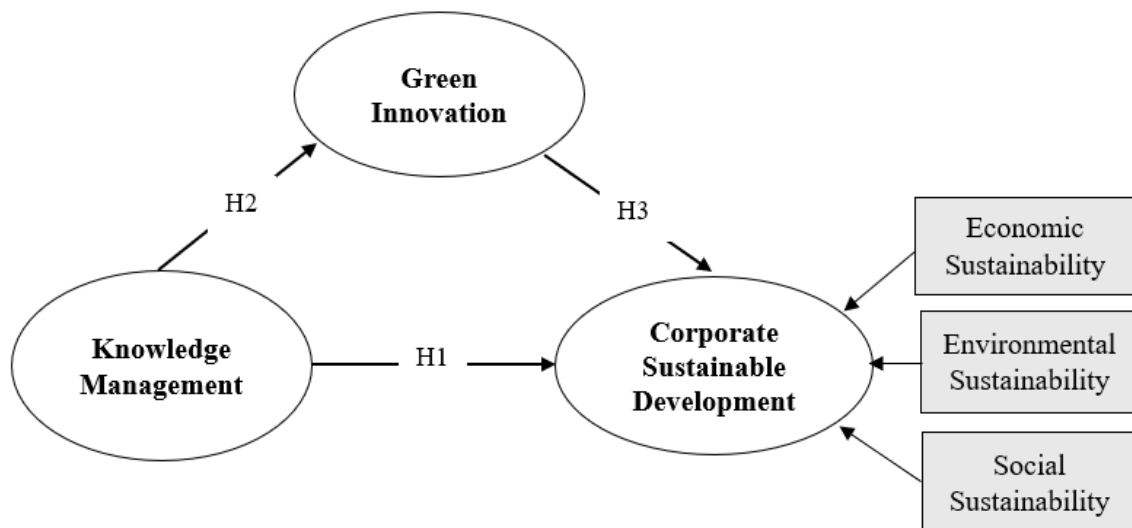 Green
Innovation
H2
H3
Economic
Sustainability
Knowledge
Management
H1
Corporate
Sustainable
Development
Environmental
Sustainability
Social
Sustainability